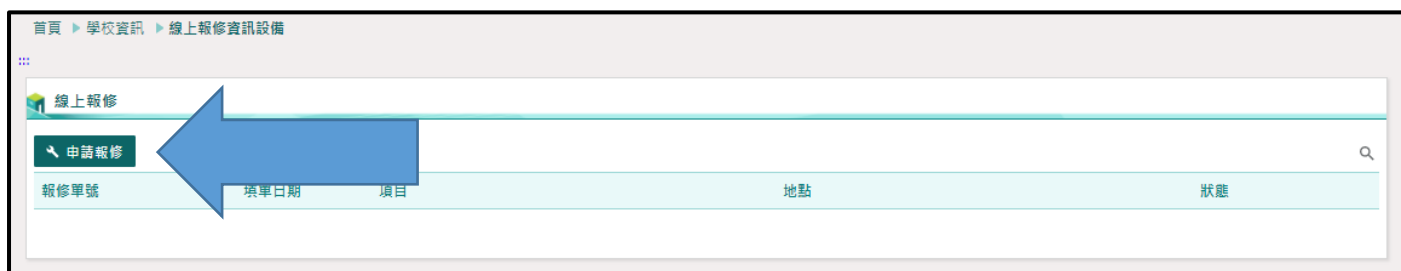 首頁 ▶ 學校資訊 ▶ 線上報修資訊設備
:::
線上報修
申請報修
報修單號 填單日期 項目 地點 狀態